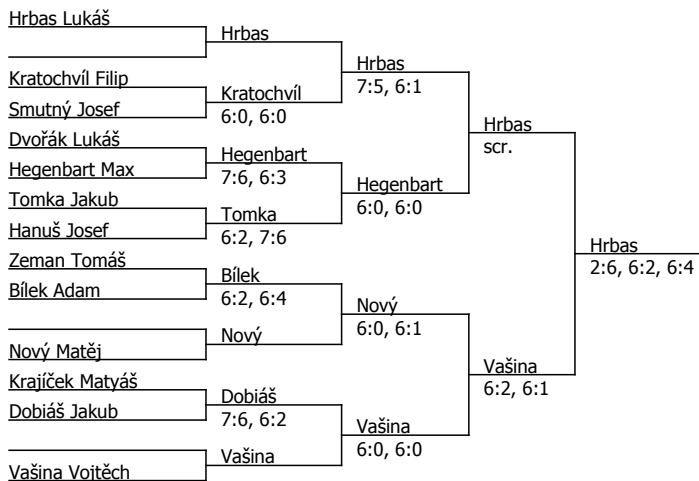 Hrbas Lukáš
Hrbas
Hrbas
7:5, 6:1
Kratochvíl Filip
Kratochvíl
6:0, 6:0
Smutný Josef
Hrbas
scr.
Dvořák Lukáš
Hegenbart
7:6, 6:3
Hegenbart Max
Hegenbart
6:0, 6:0
Tomka Jakub
Tomka
6:2, 7:6
Hanuš Josef
Hrbas
2:6, 6:2, 6:4
Zeman Tomáš
Bílek
6:2, 6:4
Bílek Adam
Nový
6:0, 6:1
Nový
Nový Matěj
Vašina
6:2, 6:1
Krajíček Matyáš
Dobiáš
7:6, 6:2
Dobiáš Jakub
Vašina
6:0, 6:0
Vašina
Vašina Vojtěch